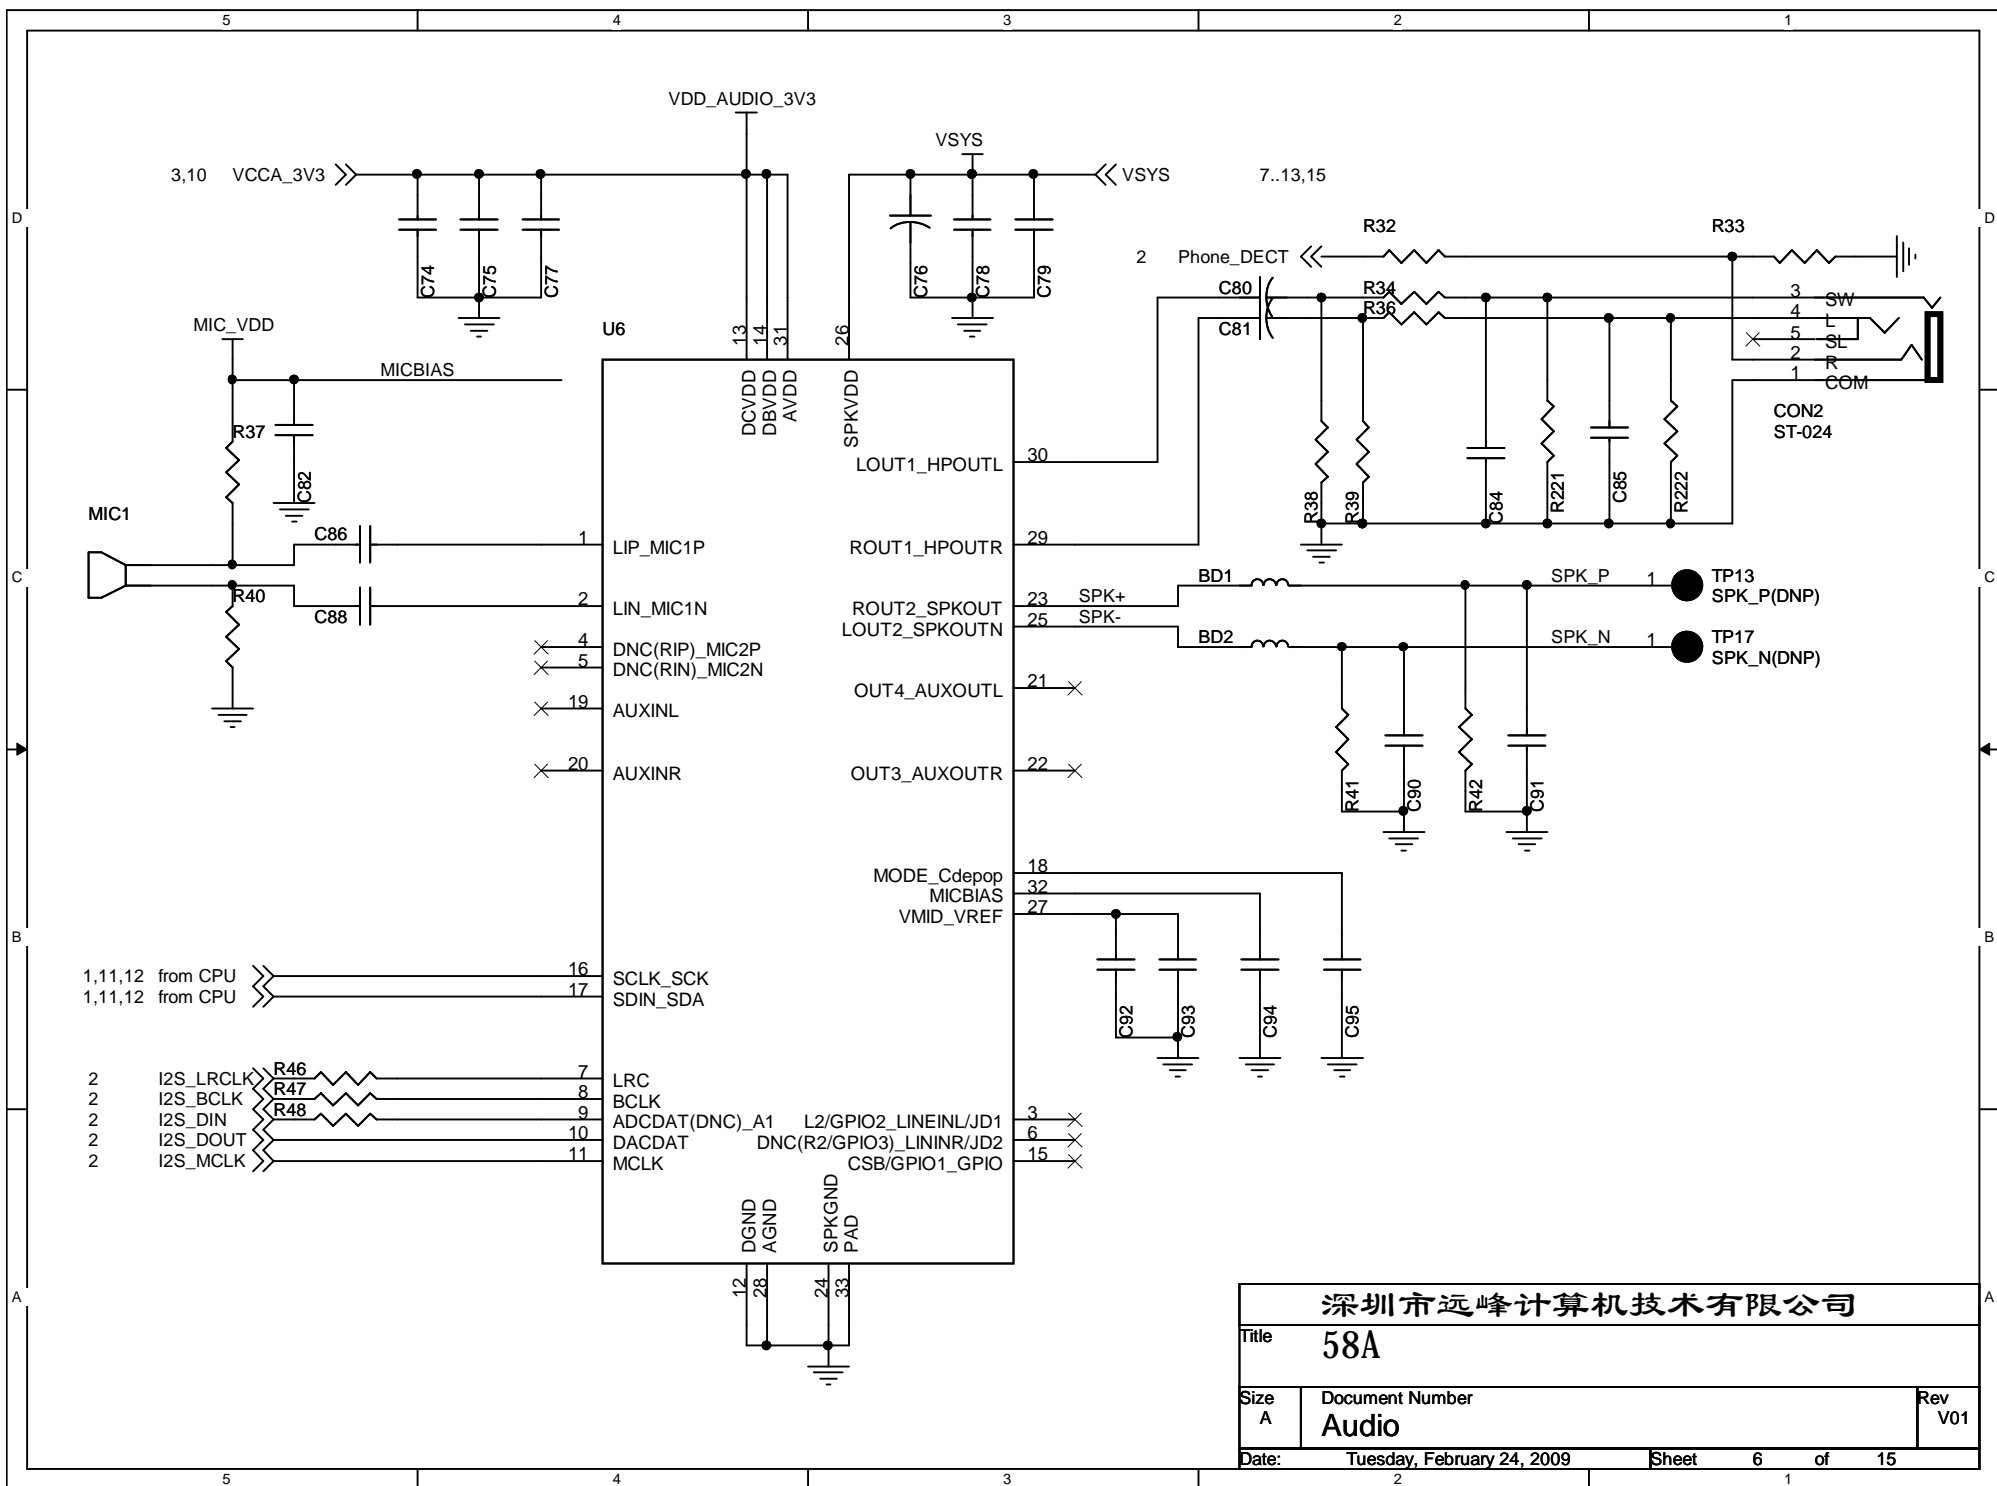 5 4 3 2 1
D
D
C
C
B
B
A
A
VDD_AUDIO_3V3
3,10 VCCA_3V3
C74
C75
C77
VSYS
VSYS 7..13,15
C76
C78
C79
MIC_VDD
MICBIAS
R37
C82
MIC1
R40
C86
C88
U6
13 DCVDD
14 DBVDD
31 AVDD
26 SPKVDD
1 LIP_MIC1P
2 LIN_MIC1N
4 DNC(RIP)_MIC2P
5 DNC(RIN)_MIC2N
19 AUXINL
20 AUXINR
1,11,12 from CPU 16 SCLK_SCK
1,11,12 from CPU 17 SDIN_SDA
2 I2S_LRCLK R46 7 LRC
2 I2S_BCLK R47 8 BCLK
2 I2S_DIN R48 9 ADCDAT(DNC)_A1
2 I2S_DOUT 10 DACDAT
2 I2S_MCLK 11 MCLK
LOUT1_HPOUTL 30
ROUT1_HPOUTR 29
ROUT2_SPKOUT 23 SPK+
LOUT2_SPKOUTN 25 SPK-
OUT4_AUXOUTL 21
OUT3_AUXOUTR 22
MODE_Cdepop 18
MICBIAS 32
VMID_VREF 27
L2/GPIO2_LINEINL/JD1 3
DNC(R2/GPIO3)_LININR/JD2 6
CSB/GPIO1_GPIO 15
DGND 12
AGND 28
SPKGND 24
PAD 33
2 Phone_DECT
R32
R33
C80
R34
R36
C81
R38
R39
C84
R221
C85
R222
3 SW
4 L
5 SL
2 R
1 COM
CON2
ST-024
BD1 SPK_P 1 TP13
SPK_P(DNP)
BD2 SPK_N 1 TP17
SPK_N(DNP)
R41
C90
R42
C91
C92
C93
C94
C95
深圳市远峰计算机技术有限公司
Title 58A
Size A
Document Number
Audio
Rev V01
Date: Tuesday, February 24, 2009 Sheet 6 of 15
5 4 3 2 1